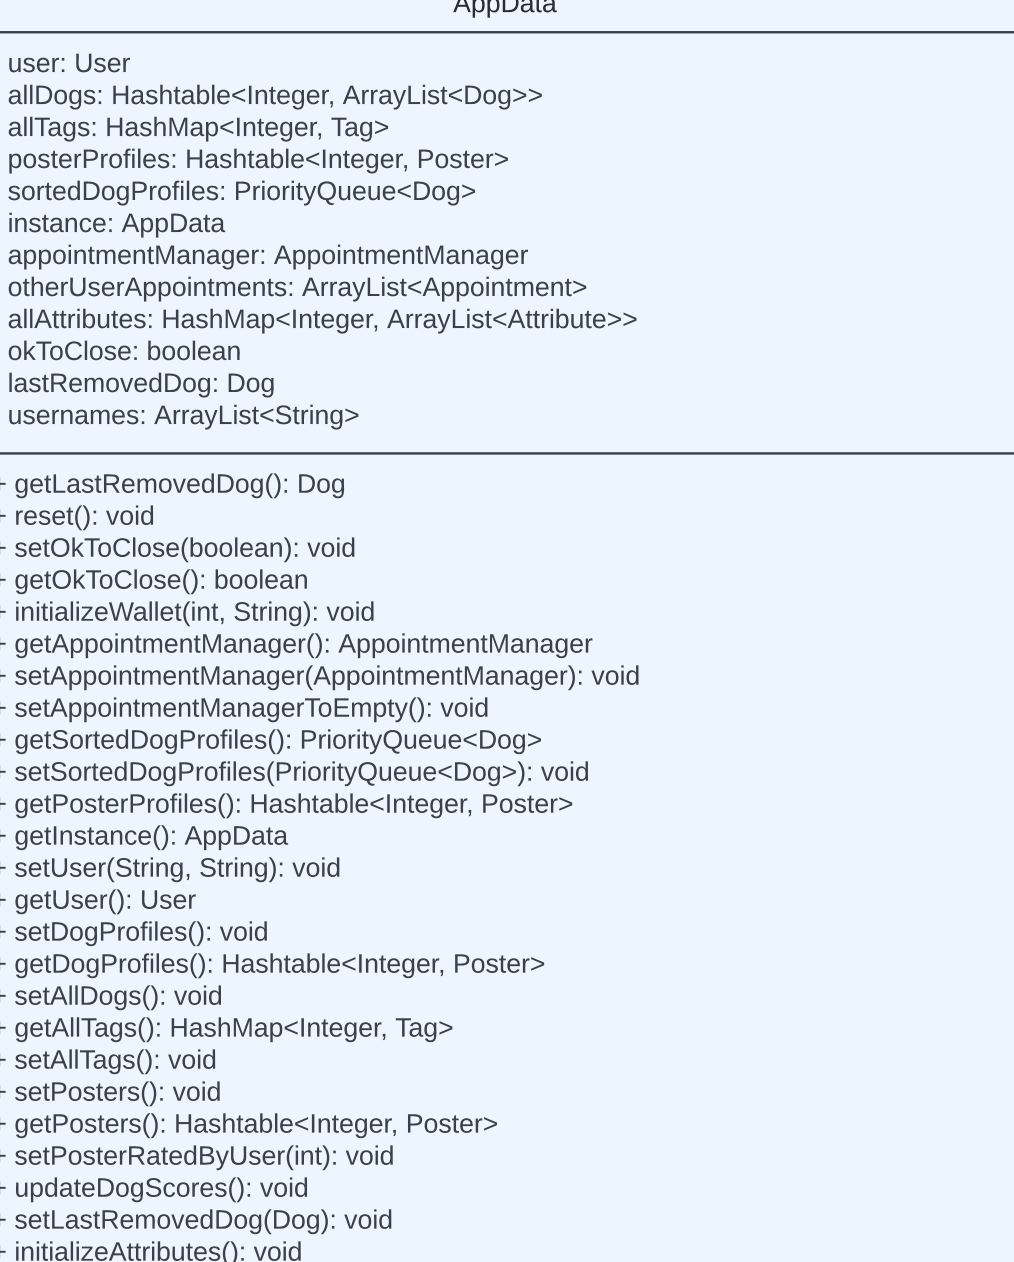 AppData
user: User
allDogs: Hashtable<Integer, ArrayList<Dog>>
allTags: HashMap<Integer, Tag>
posterProfiles: Hashtable<Integer, Poster>
sortedDogProfiles: PriorityQueue<Dog>
instance: AppData
appointmentManager: AppointmentManager
otherUserAppointments: ArrayList<Appointment>
allAttributes: HashMap<Integer, ArrayList<Attribute>>
okToClose: boolean
lastRemovedDog: Dog
usernames: ArrayList<String>
+ getLastRemovedDog(): Dog
+ reset(): void
+ setOkToClose(boolean): void
+ getOkToClose(): boolean
+ initializeWallet(int, String): void
+ getAppointmentManager(): AppointmentManager
+ setAppointmentManager(AppointmentManager): void
+ setAppointmentManagerToEmpty(): void
+ getSortedDogProfiles(): PriorityQueue<Dog>
+ setSortedDogProfiles(PriorityQueue<Dog>): void
+ getPosterProfiles(): Hashtable<Integer, Poster>
+ getInstance(): AppData
+ setUser(String, String): void
+ getUser(): User
+ setDogProfiles(): void
+ getDogProfiles(): Hashtable<Integer, Poster>
+ setAllDogs(): void
+ getAllTags(): HashMap<Integer, Tag>
+ setAllTags(): void
+ setPosters(): void
+ getPosters(): Hashtable<Integer, Poster>
+ setPosterRatedByUser(int): void
+ updateDogScores(): void
+ setLastRemovedDog(Dog): void
+ initializeAttributes(): void